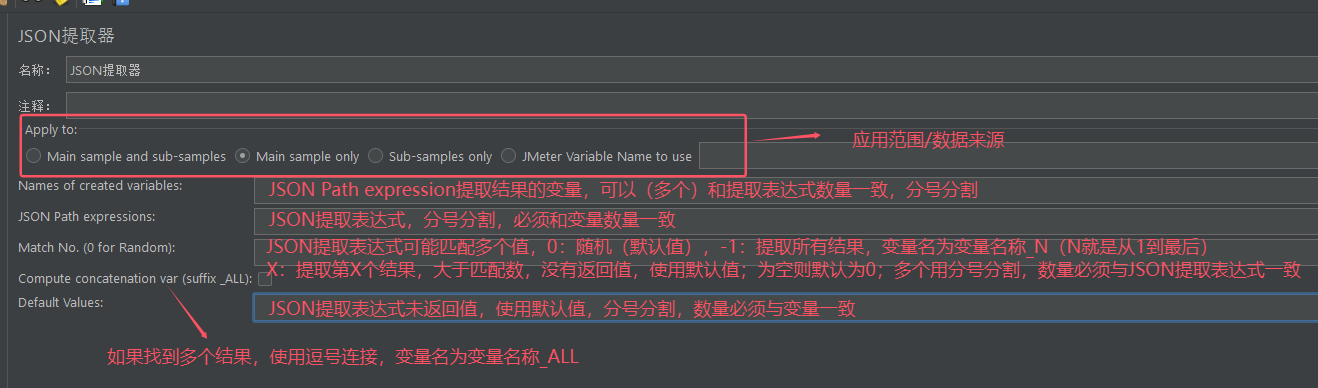 JSON提取器
名称： JSON提取器
注释：
Apply to:
Main sample and sub-samples Main sample only Sub-samples only JMeter Variable Name to use
应用范围/数据来源
Names of created variables: JSON Path expression提取结果的变量，可以（多个）和提取表达式数量一致，分号分割
JSON Path expressions: JSON提取表达式，分号分割，必须和变量数量一致
Match No. (0 for Random): JSON提取表达式可能匹配多个值，0：随机（默认值），-1：提取所有结果，变量名为变量名称_N（N就是从1到最后）
X：提取第X个结果，大于匹配数，没有返回值，使用默认值；为空则默认为0；多个用分号分割，数量必须与JSON提取表达式一致
Compute concatenation var (suffix _ALL):
Default Values: JSON提取表达式未返回值，使用默认值，分号分割，数量必须与变量一致
如果找到多个结果，使用逗号连接，变量名为变量名称_ALL